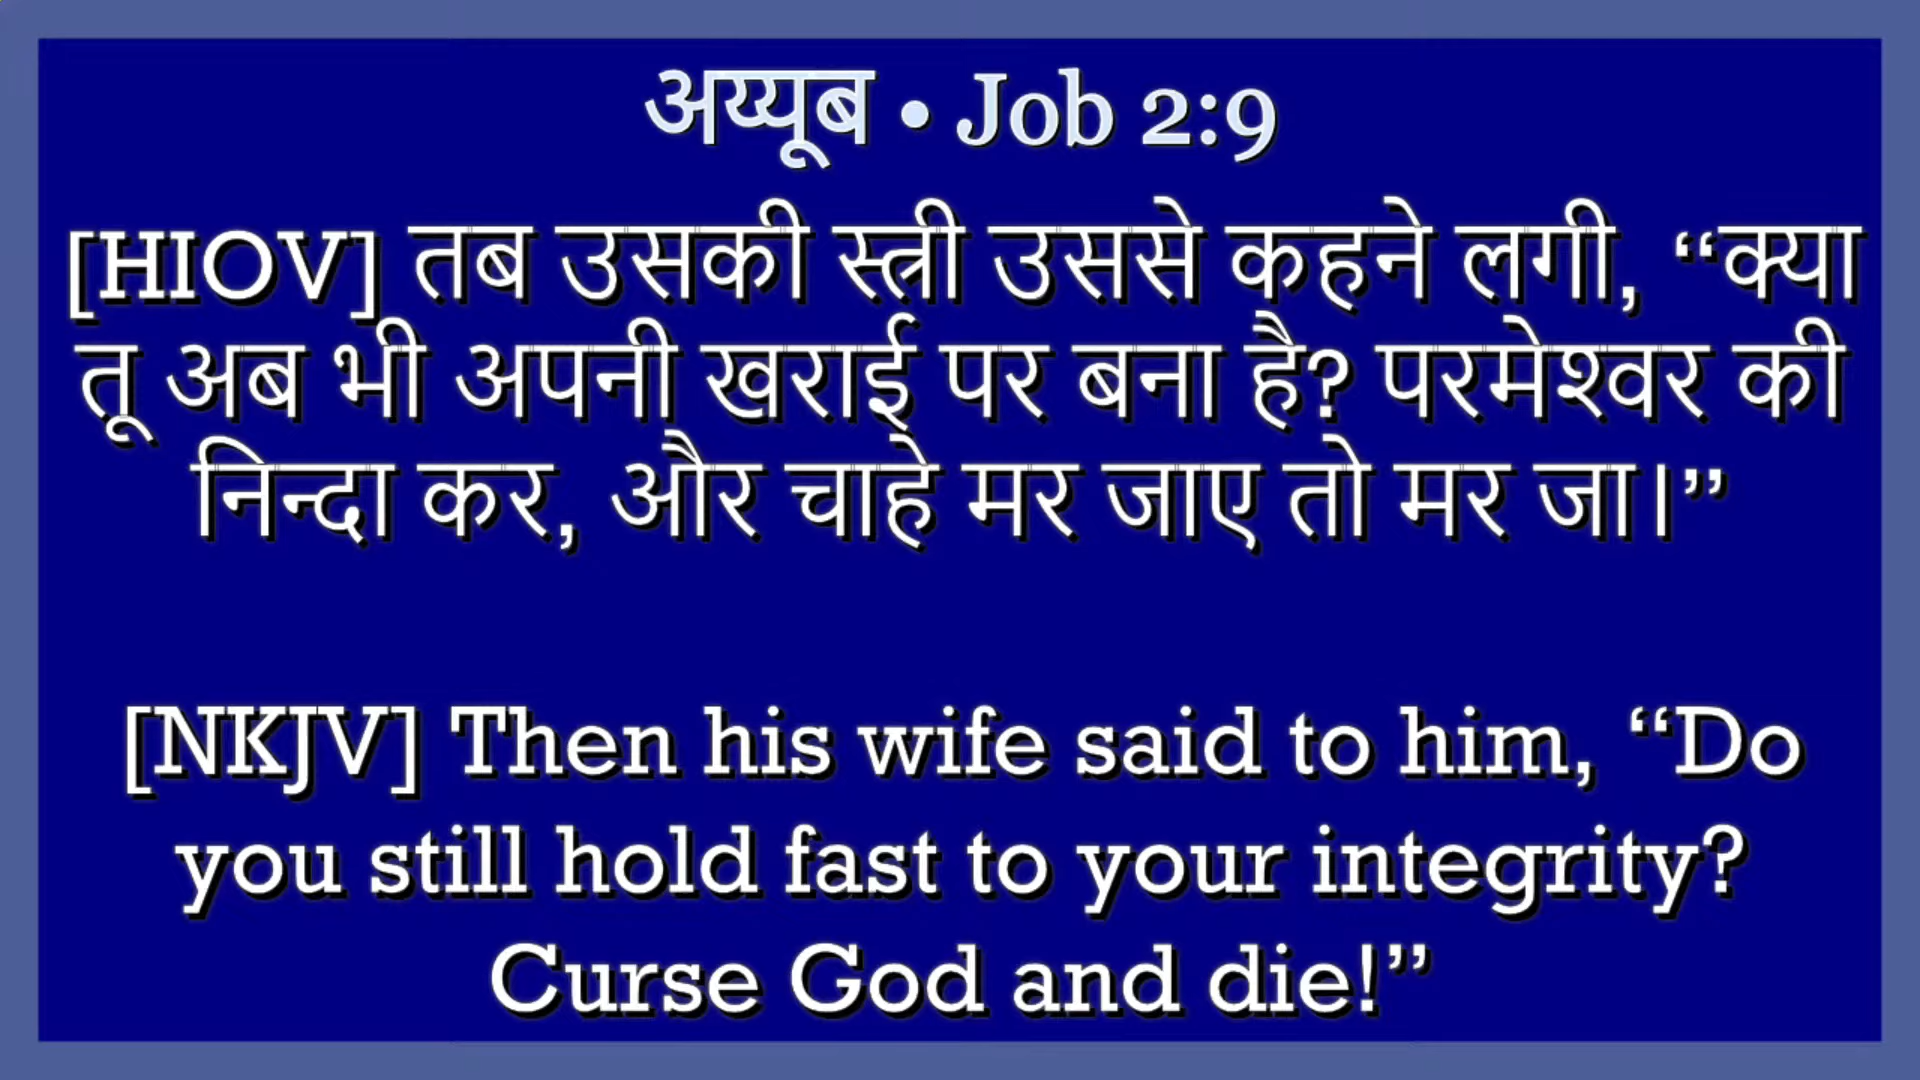 अय्यूब • Job 2:9
[HIOV] तब उसकी स्त्री उससे कहने लगी, “क्या
तू अब भी अपनी खराई पर बना है? परमेश्वर की
निन्दा कर, और चाहे मर जाए तो मर जा।”
[NKJV] Then his wife said to him, “Do
you still hold fast to your integrity?
Curse God and die!”